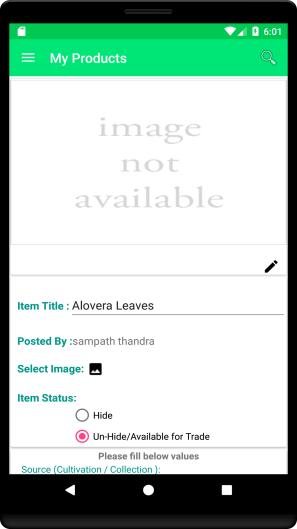 6:01
My Products
image
not
available
Item Title : Alovera Leaves
Posted By :sampath thandra
Select Image:
Item Status:
Hide
Un-Hide/Available for Trade
Please fill below values
Source (Cultivation / Collection ):